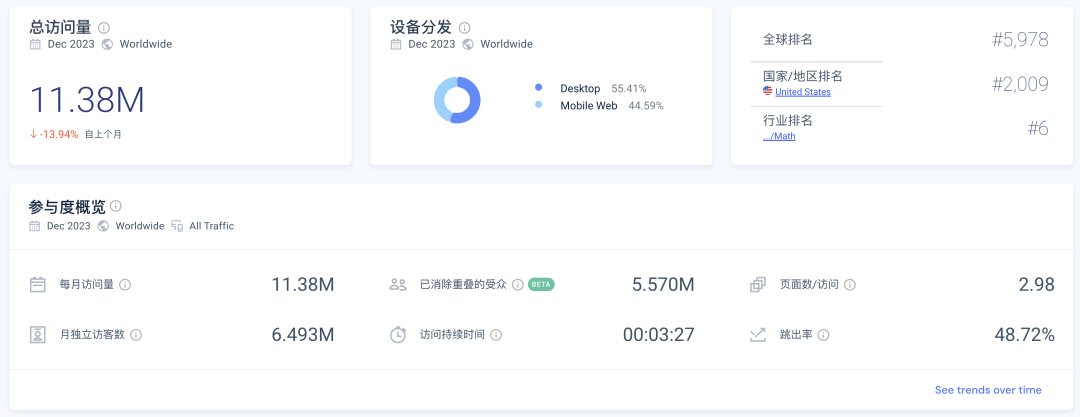 总访问量
Dec 2023 Worldwide
11.38M
↓ -13.94% 自上个月
设备分发
Dec 2023 Worldwide
Desktop 55.41%
Mobile Web 44.59%
全球排名 #5,978
国家/地区排名 #2,009
United States
行业排名 #6
.../Math
参与度概览
Dec 2023 Worldwide All Traffic
每月访问量 11.38M
已消除重叠的受众 BETA 5.570M
页面数/访问 2.98
月独立访客数 6.493M
访问持续时间 00:03:27
跳出率 48.72%
See trends over time